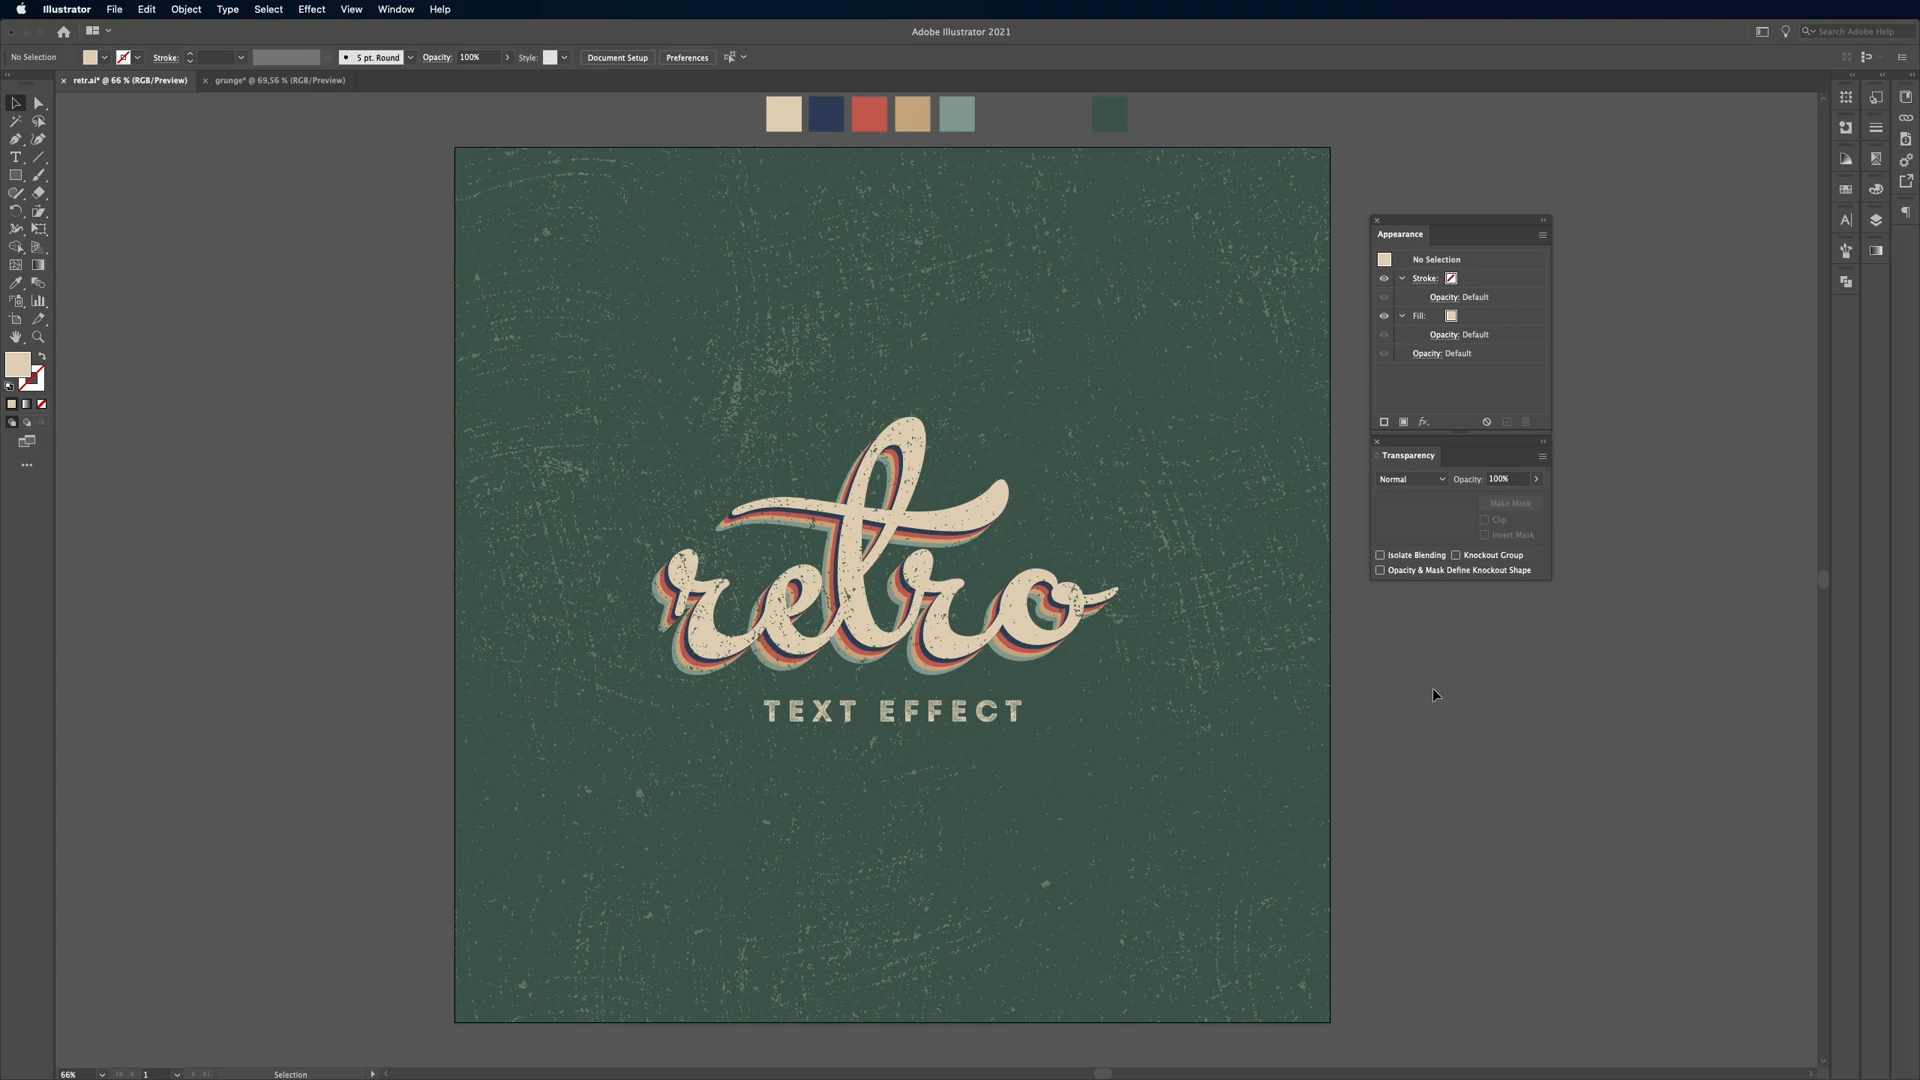 Illustrator File Edit Object Type Select Effect View Window Help
Adobe Illustrator 2021
Search Adobe Help
No Selection Stroke: 5 pt. Round Opacity: 100% Style: Document Setup Preferences
× retr.ai* @ 66 % (RGB/Preview) × grunge* @ 69,56 % (RGB/Preview)
retro
TEXT EFFECT
Appearance
No Selection
Stroke:
Opacity: Default
Fill:
Opacity: Default
Opacity: Default
fx
Transparency
Normal Opacity: 100%
Make Mask
Clip
Invert Mask
Isolate Blending Knockout Group
Opacity & Mask Define Knockout Shape
66% 1 Selection